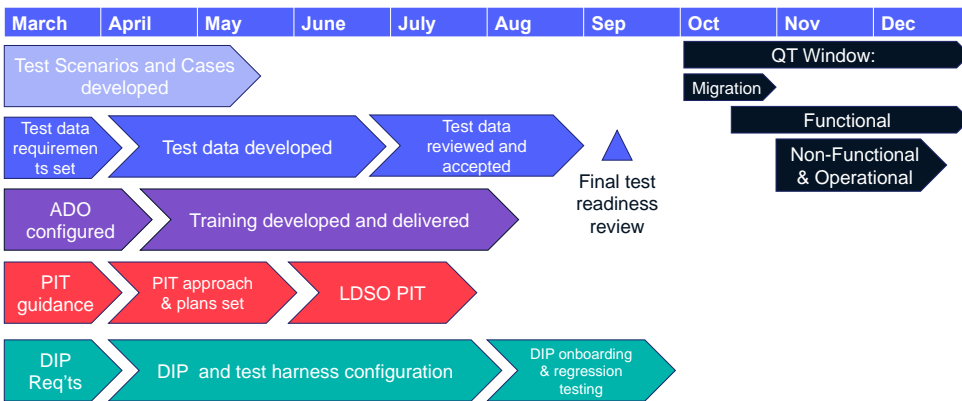 March April May June July Aug Sep Oct Nov Dec
Test Scenarios and Cases
developed
QT Window:
Migration
Functional
Non-Functional
& Operational
Test data
requiremen
ts set
Test data developed
Test data
reviewed and
accepted
Final test
readiness
review
ADO
configured
Training developed and delivered
PIT
guidance
PIT approach
& plans set
LDSO PIT
DIP
Req'ts
DIP and test harness configuration
DIP onboarding
& regression
testing